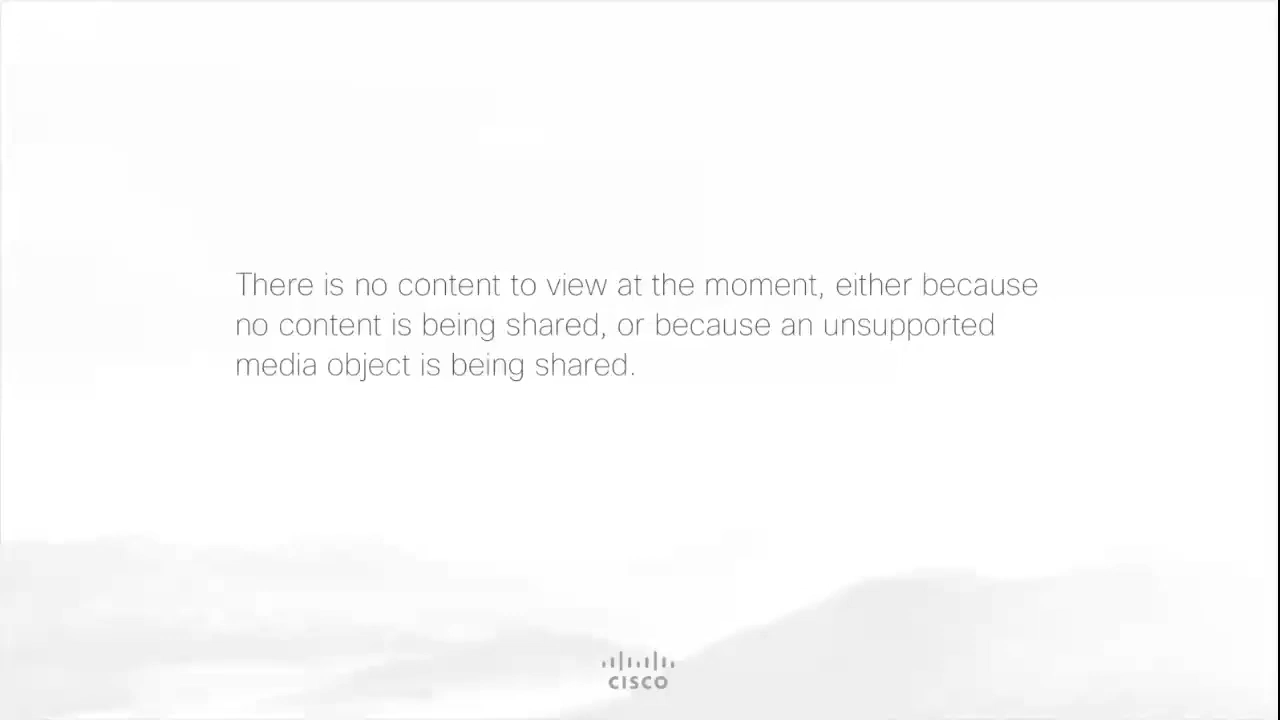 There is no content to view at the moment, either because
no content is being shared, or because an unsupported
media object is being shared.
CISCO